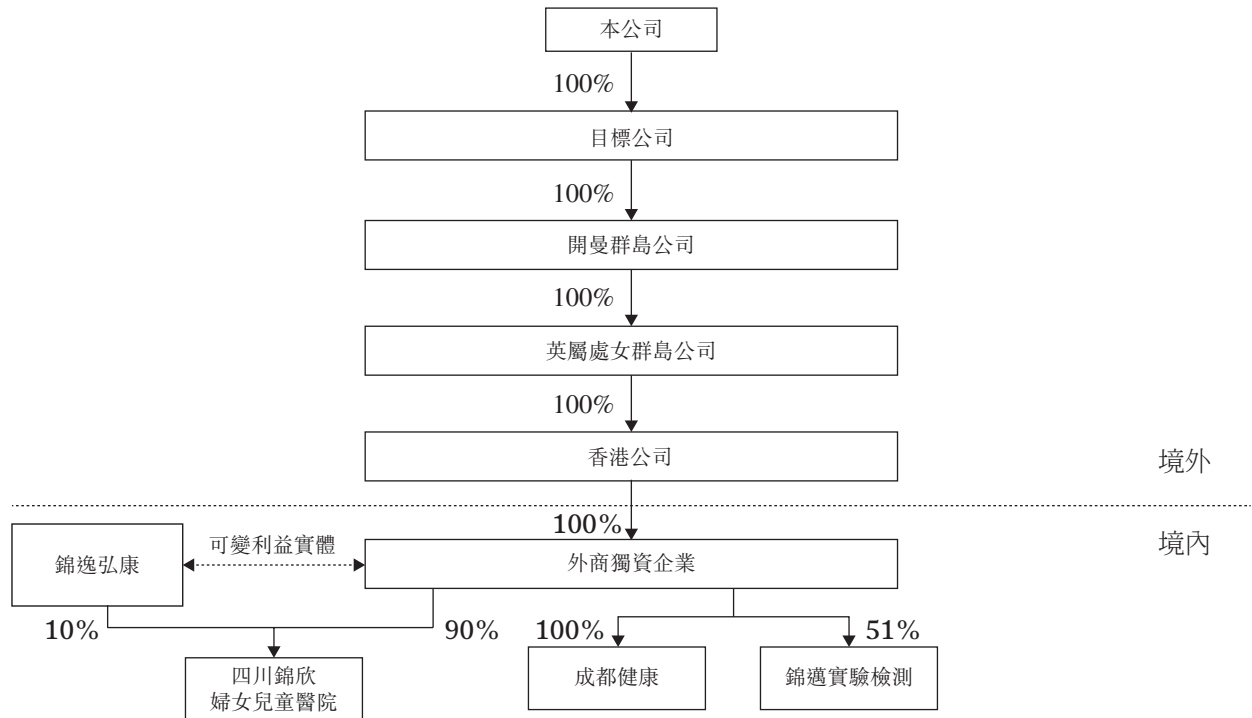 本公司
100%
目標公司
100%
開曼群島公司
100%
英屬處女群島公司
100%
香港公司
境外
100%
境內
錦逸弘康
可變利益實體
外商獨資企業
10%
90%
100%
51%
四川錦欣
婦女兒童醫院
成都健康
錦邁實驗檢測